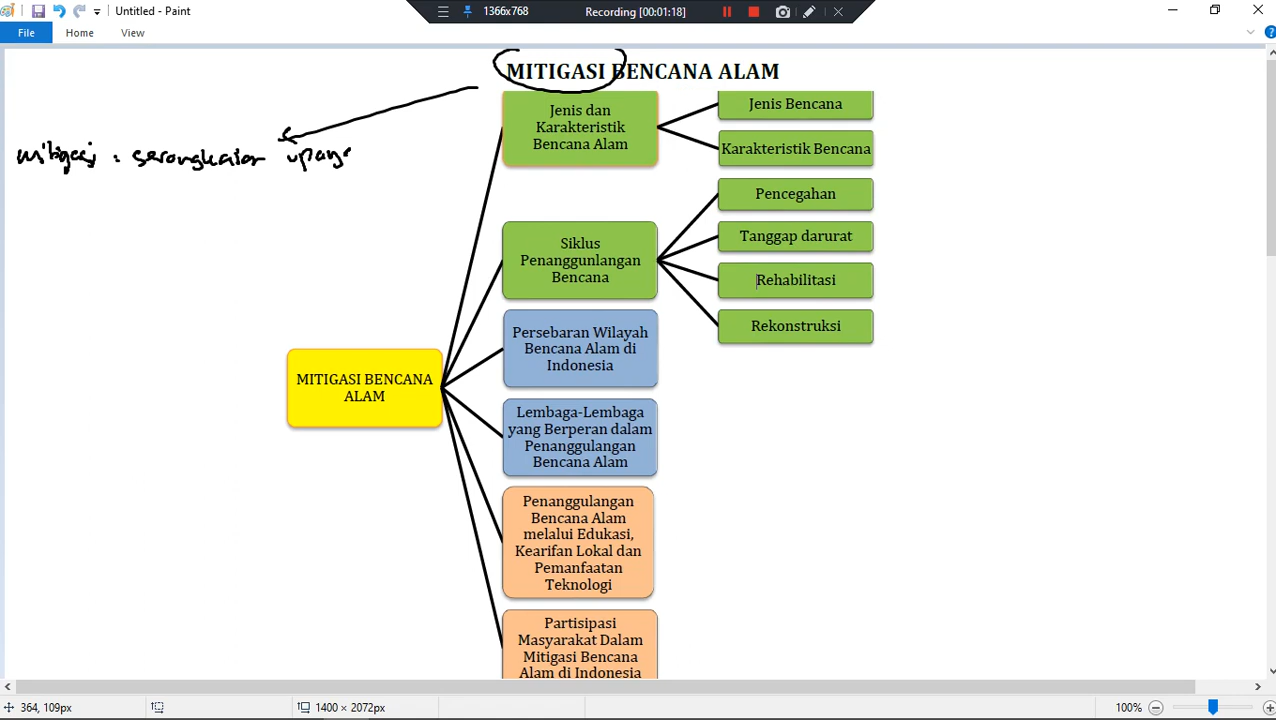 Untitled - Paint
1366x768
Recording [00:01:18]
File
Home
View
MITIGASI BENCANA ALAM
Jenis dan
Karakteristik
Bencana Alam
Jenis Bencana
Karakteristik Bencana
mitigasi : serangkaian upaya
Pencegahan
Siklus
Penanggunlangan
Bencana
Tanggap darurat
Rehabilitasi
Rekonstruksi
Persebaran Wilayah
Bencana Alam di
Indonesia
MITIGASI BENCANA
ALAM
Lembaga-Lembaga
yang Berperan dalam
Penanggulangan
Bencana Alam
Penanggulangan
Bencana Alam
melalui Edukasi,
Kearifan Lokal dan
Pemanfaatan
Teknologi
Partisipasi
Masyarakat Dalam
Mitigasi Bencana
Alam di Indonesia
364, 109px
1400 × 2072px
100%